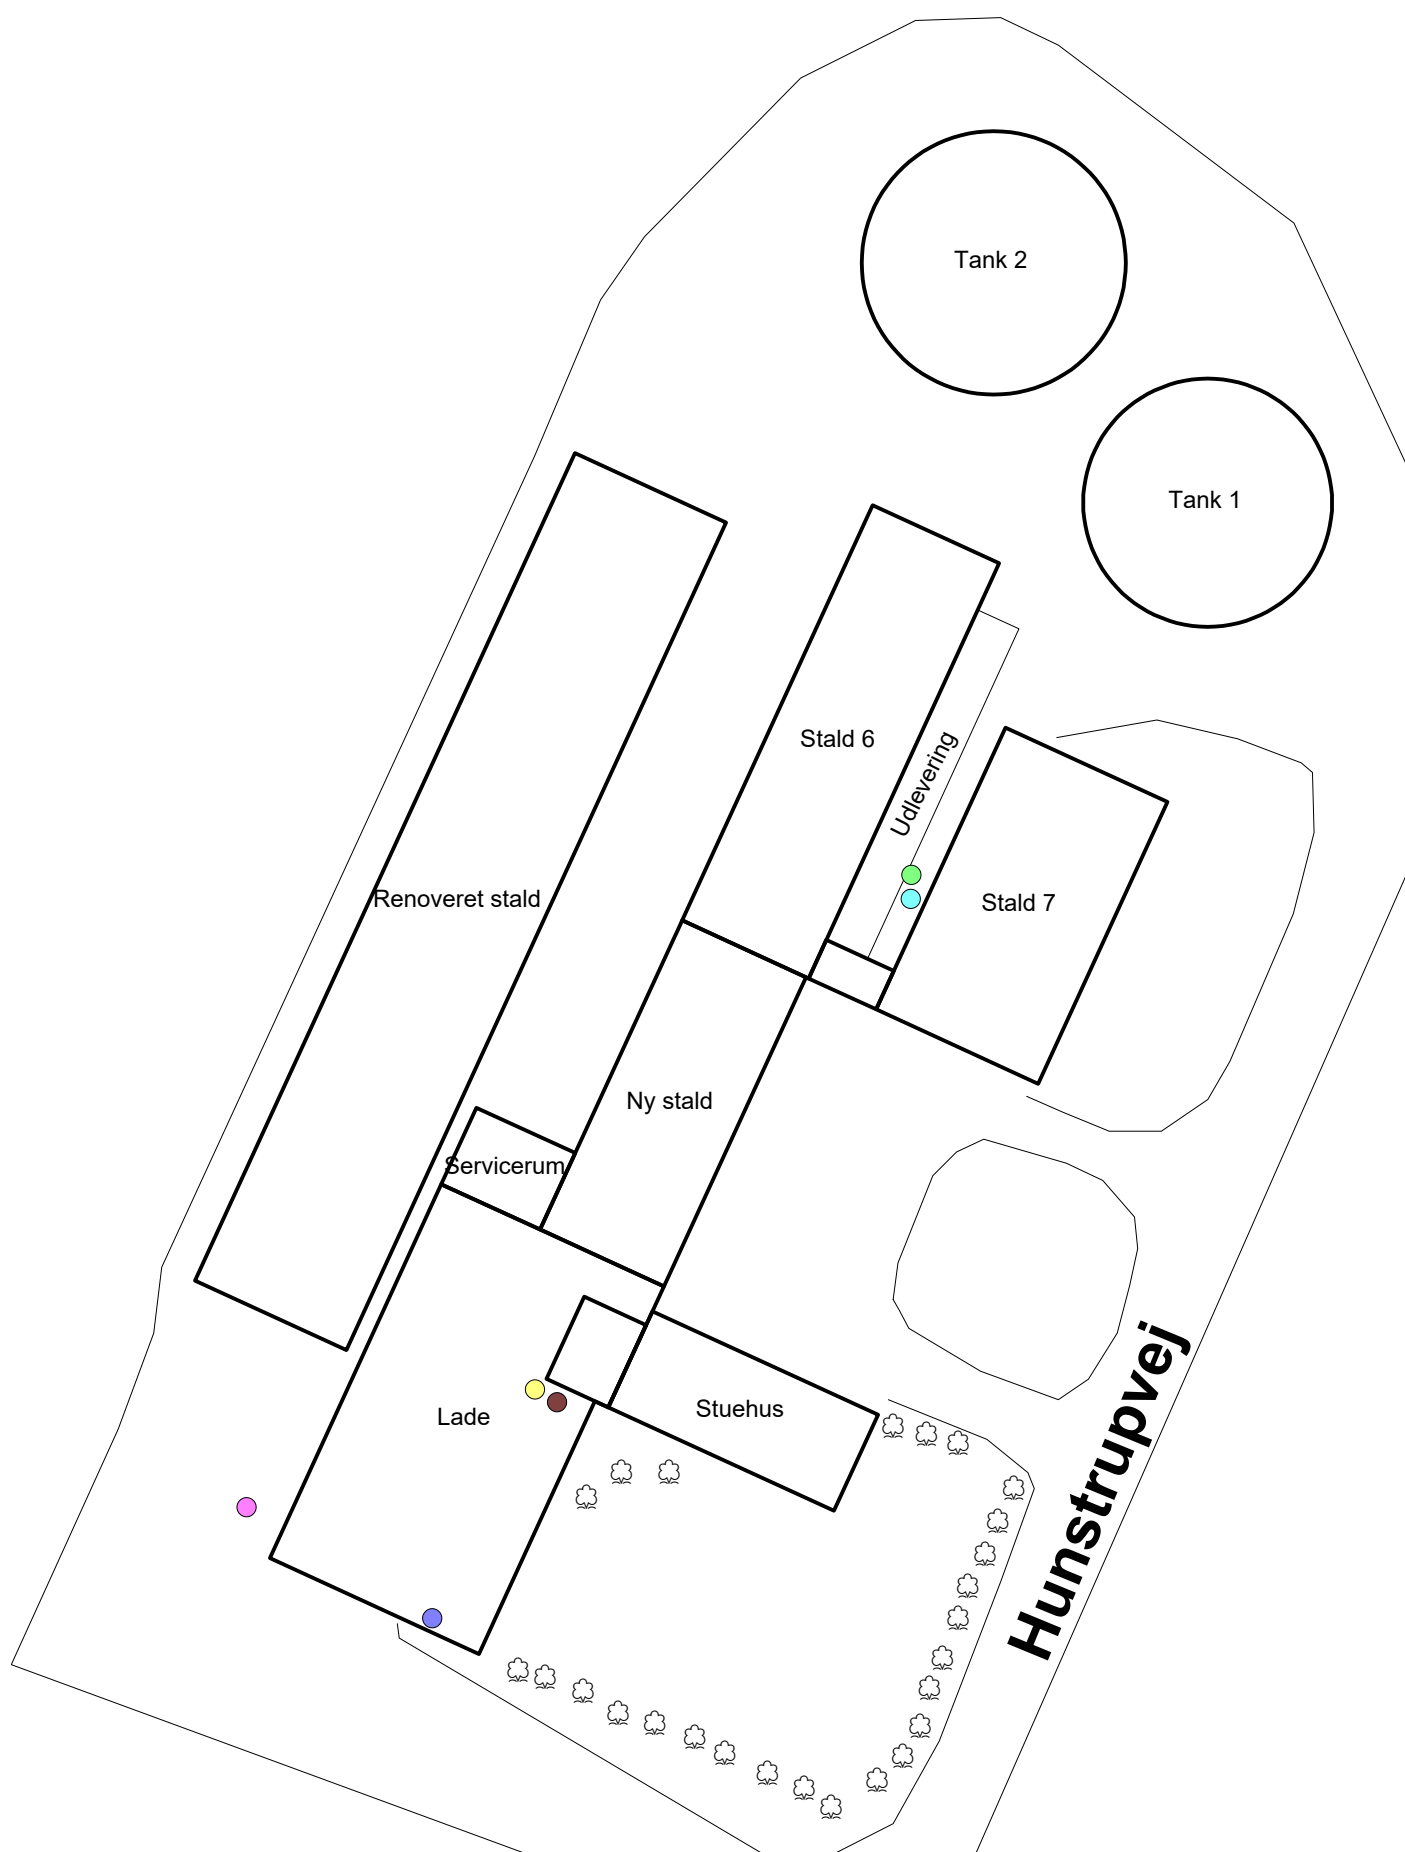 Tank 2
Tank 1
Stald 6
Udlevering
Renoveret stald
Stald 7
Ny stald
Servicerum
Stuehus
Lade
Hunstrupvej